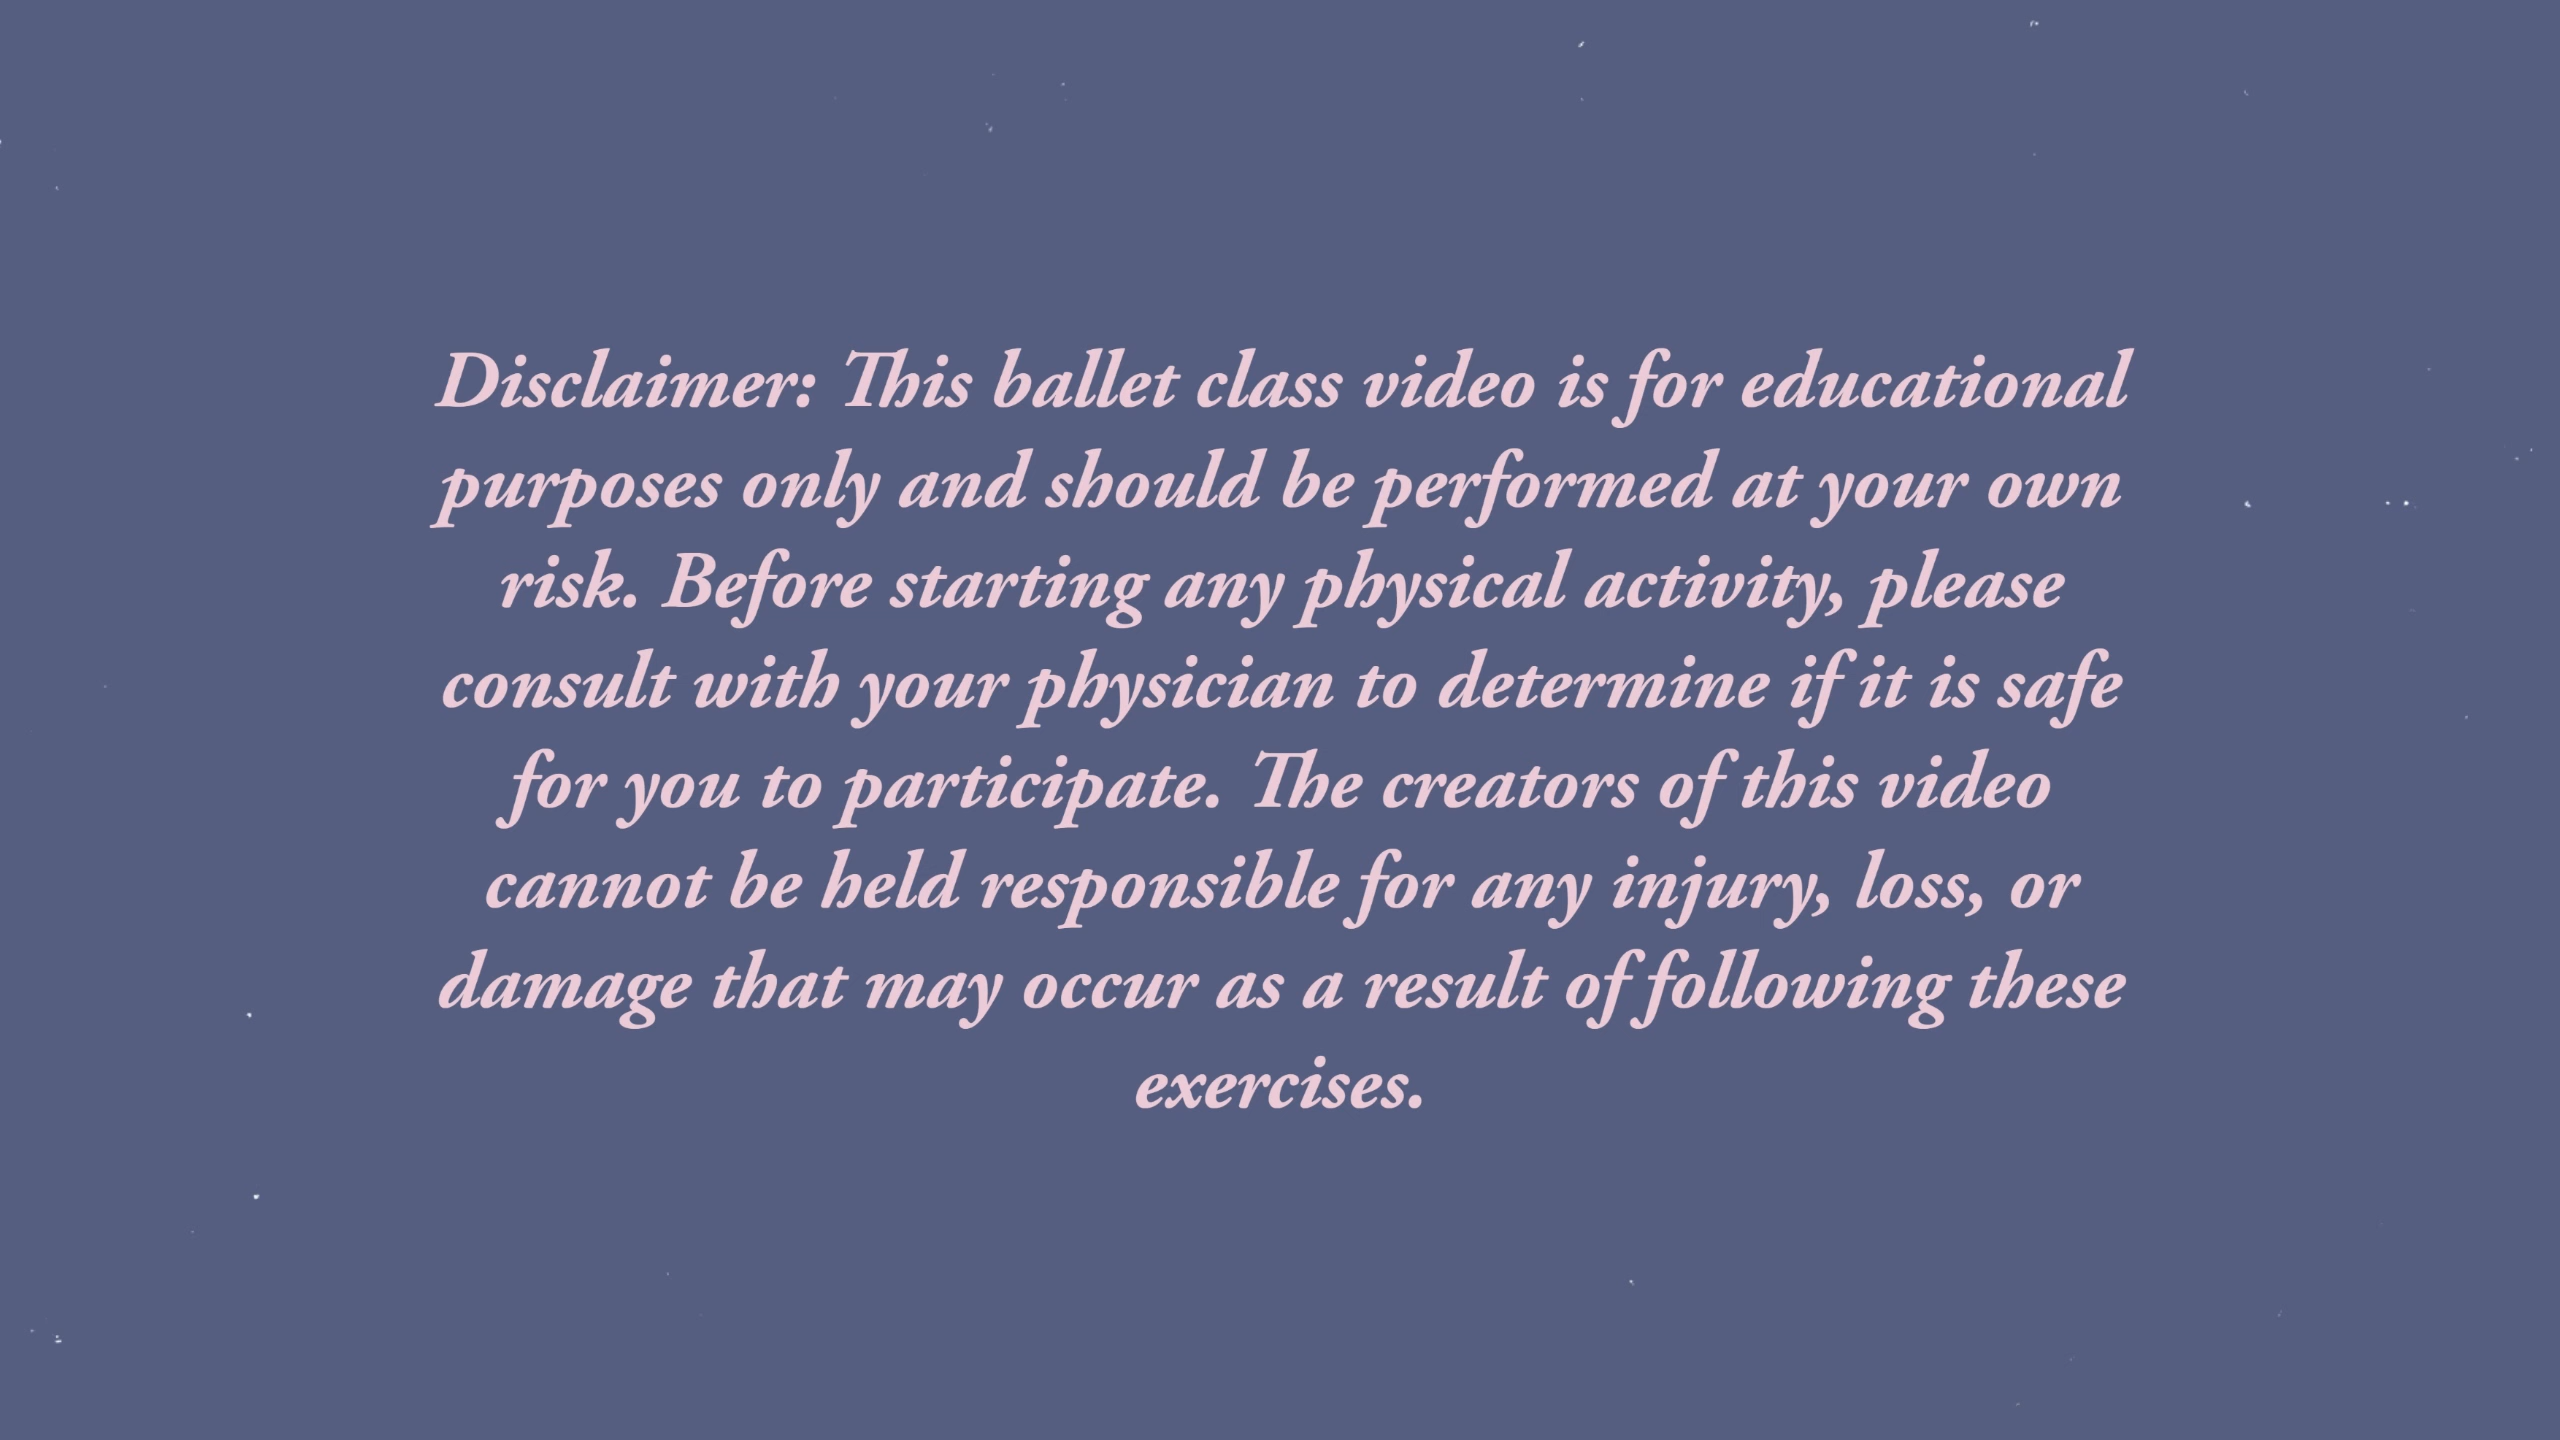 Disclaimer: This ballet class video is for educational
purposes only and should be performed at your own
risk. Before starting any physical activity, please
consult with your physician to determine if it is safe
for you to participate. The creators of this video
cannot be held responsible for any injury, loss, or
damage that may occur as a result of following these
exercises.